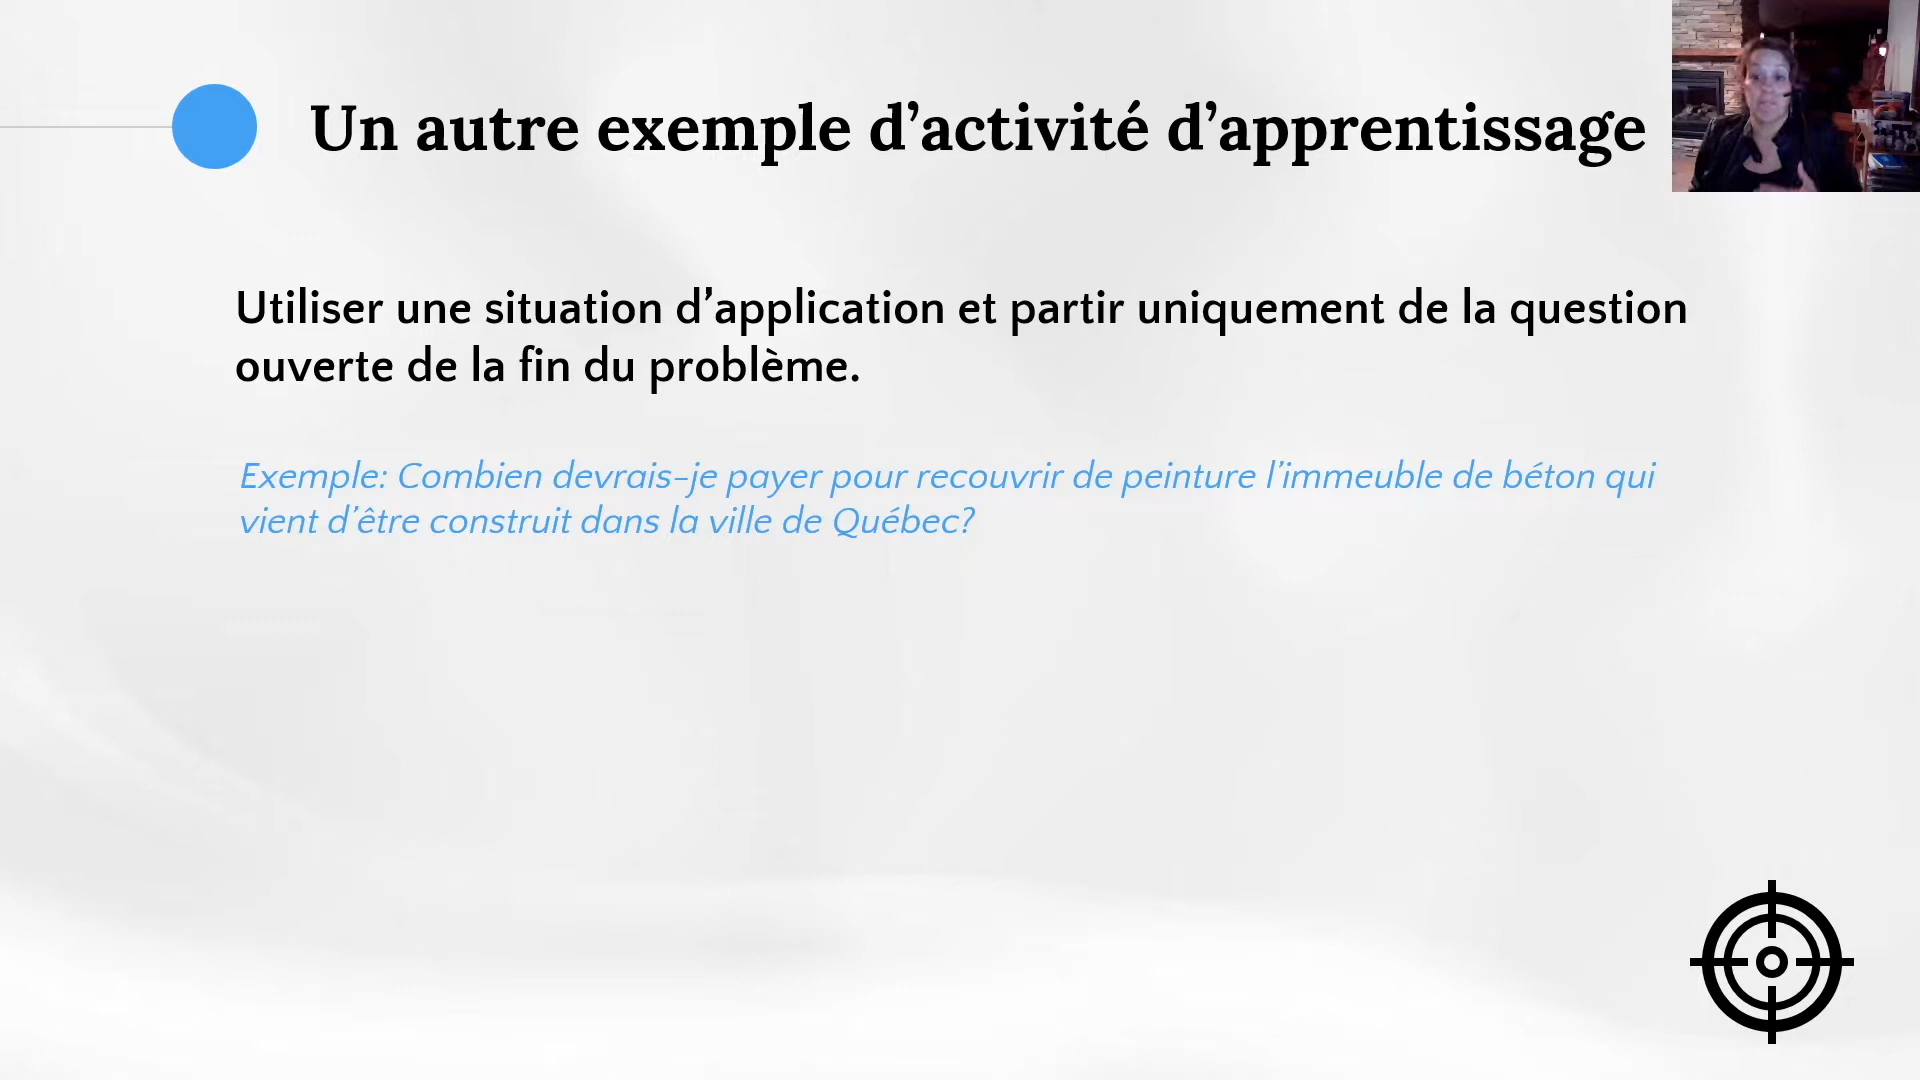 Un autre exemple d’activité d’apprentissage
Utiliser une situation d’application et partir uniquement de la question
ouverte de la fin du problème.
Exemple: Combien devrais-je payer pour recouvrir de peinture l’immeuble de béton qui
vient d’être construit dans la ville de Québec?